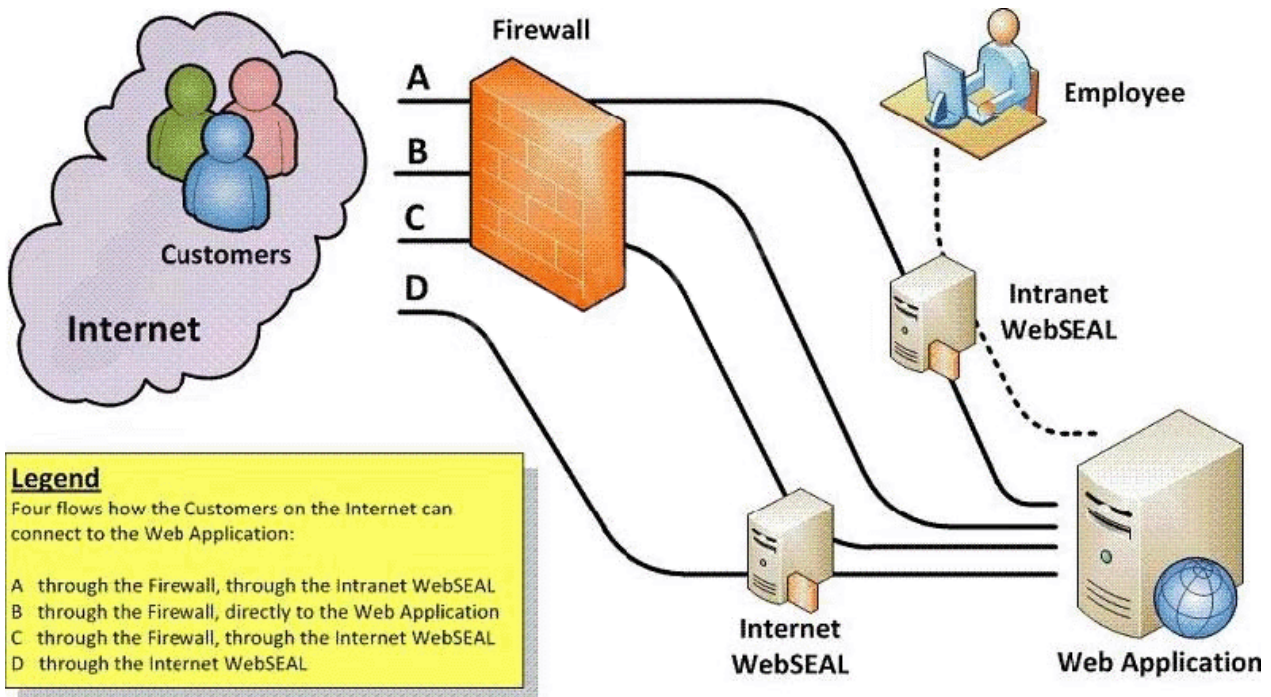 Firewall
A
B
C
D
Customers
Internet
Employee
Intranet
WebSEAL
Internet
WebSEAL
Web Application
Legend
Four flows how the Customers on the Internet can
connect to the Web Application:
A through the Firewall, through the Intranet WebSEAL
B through the Firewall, directly to the Web Application
C through the Firewall, through the Internet WebSEAL
D through the Internet WebSEAL